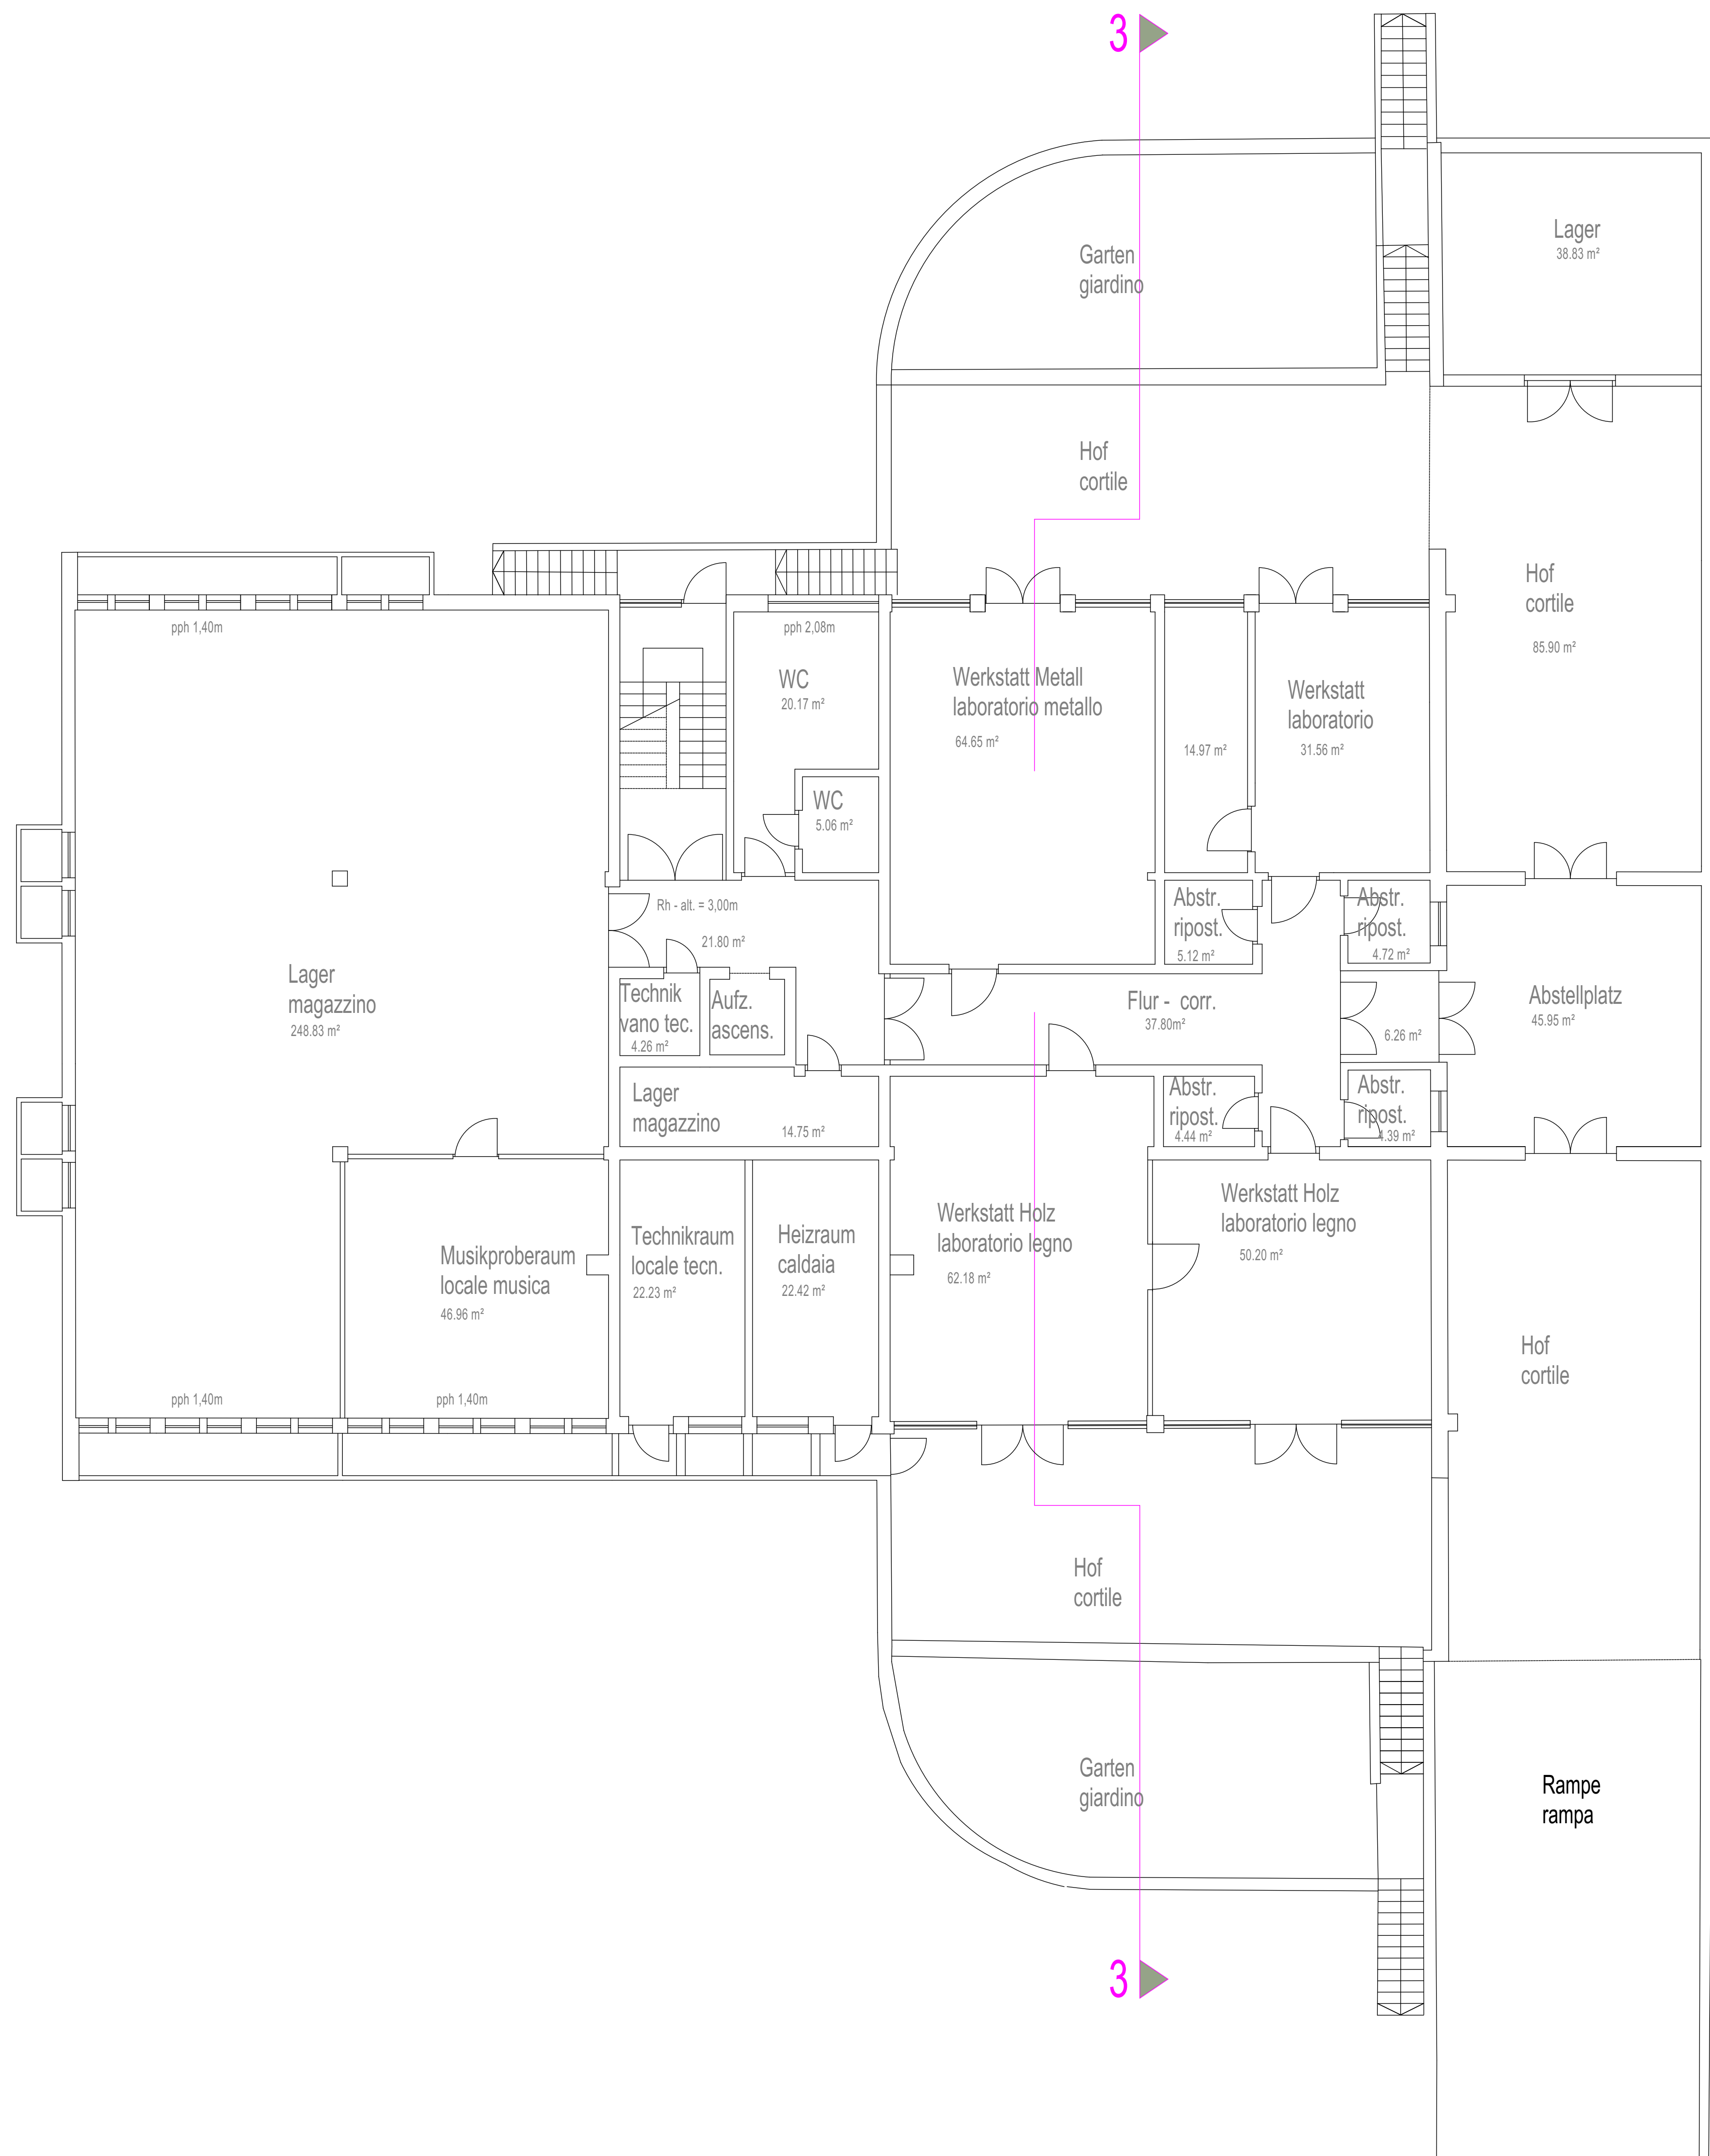 3
Lager
38.83 m²
Garten
giardino
Hof
cortile
Hof
cortile
85.90 m²
pph 1,40m
pph 2,08m
WC
20.17 m²
Werkstatt Metall
laboratorio metallo
64.65 m²
14.97 m²
Werkstatt
laboratorio
31.56 m²
WC
5.06 m²
Rh - alt. = 3,00m
21.80 m²
Abstr.
ripost.
5.12 m²
Abstr.
ripost.
4.72 m²
Lager
magazzino
248.83 m²
Technik
vano tec.
4.26 m²
Aufz.
ascens.
Flur - corr.
37.80m²
6.26 m²
Abstellplatz
45.95 m²
Lager
magazzino
14.75 m²
Abstr.
ripost.
4.44 m²
Abstr.
ripost.
4.39 m²
Musikproberaum
locale musica
46.96 m²
Technikraum
locale tecn.
22.23 m²
Heizraum
caldaia
22.42 m²
Werkstatt Holz
laboratorio legno
62.18 m²
Werkstatt Holz
laboratorio legno
50.20 m²
Hof
cortile
pph 1,40m
pph 1,40m
Hof
cortile
Garten
giardino
Rampe
rampa
3